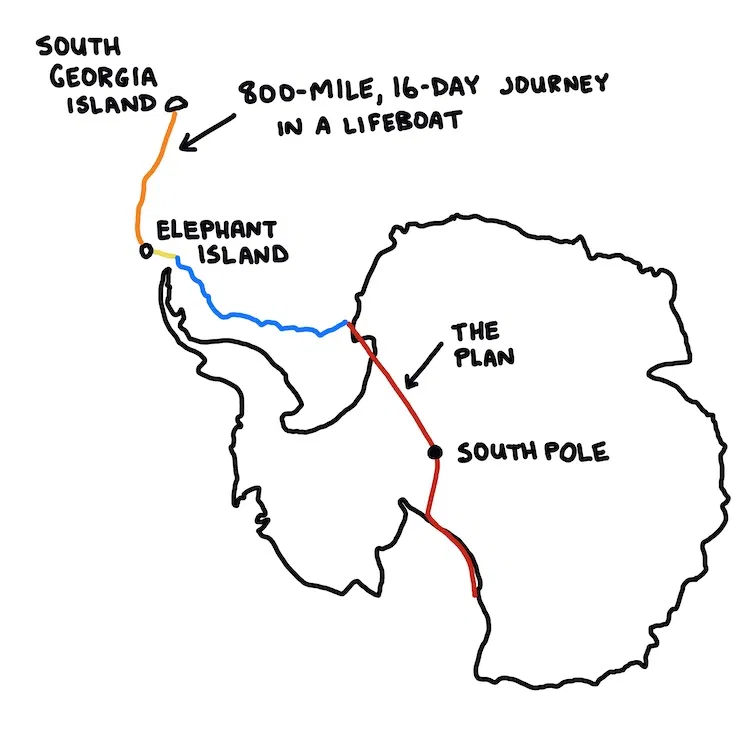 SOUTH
GEORGIA
ISLAND
800-MILE, 16-DAY JOURNEY
IN A LIFEBOAT
ELEPHANT
ISLAND
THE
PLAN
SOUTH POLE